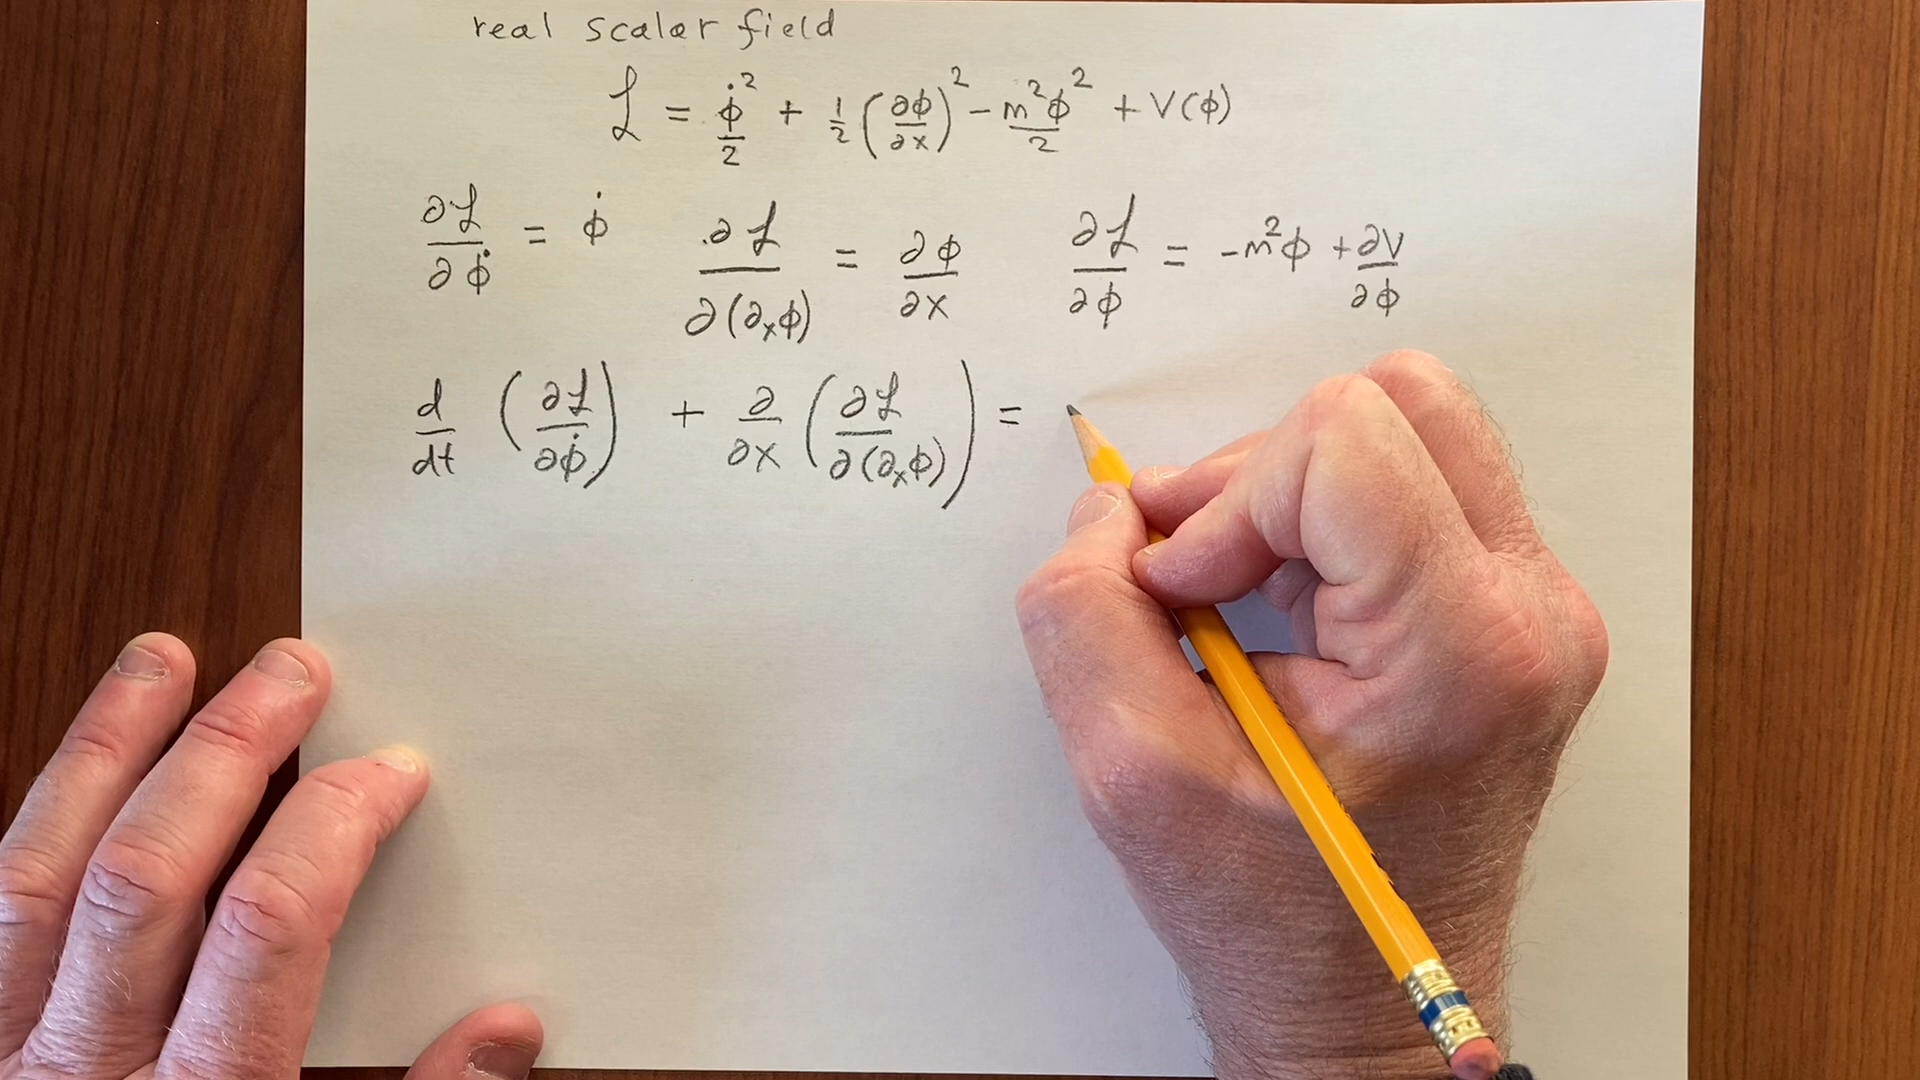 real scalar field
ℒ = φ̇²/2 + ½(∂φ/∂x)² - m²φ²/2 + V(φ)
∂ℒ/∂φ̇ = φ̇ ∂ℒ/∂(∂ₓφ) = ∂φ/∂x ∂ℒ/∂φ = -m²φ + ∂V/∂φ
d/dt (∂ℒ/∂φ̇) + ∂/∂x (∂ℒ/∂(∂ₓφ)) =